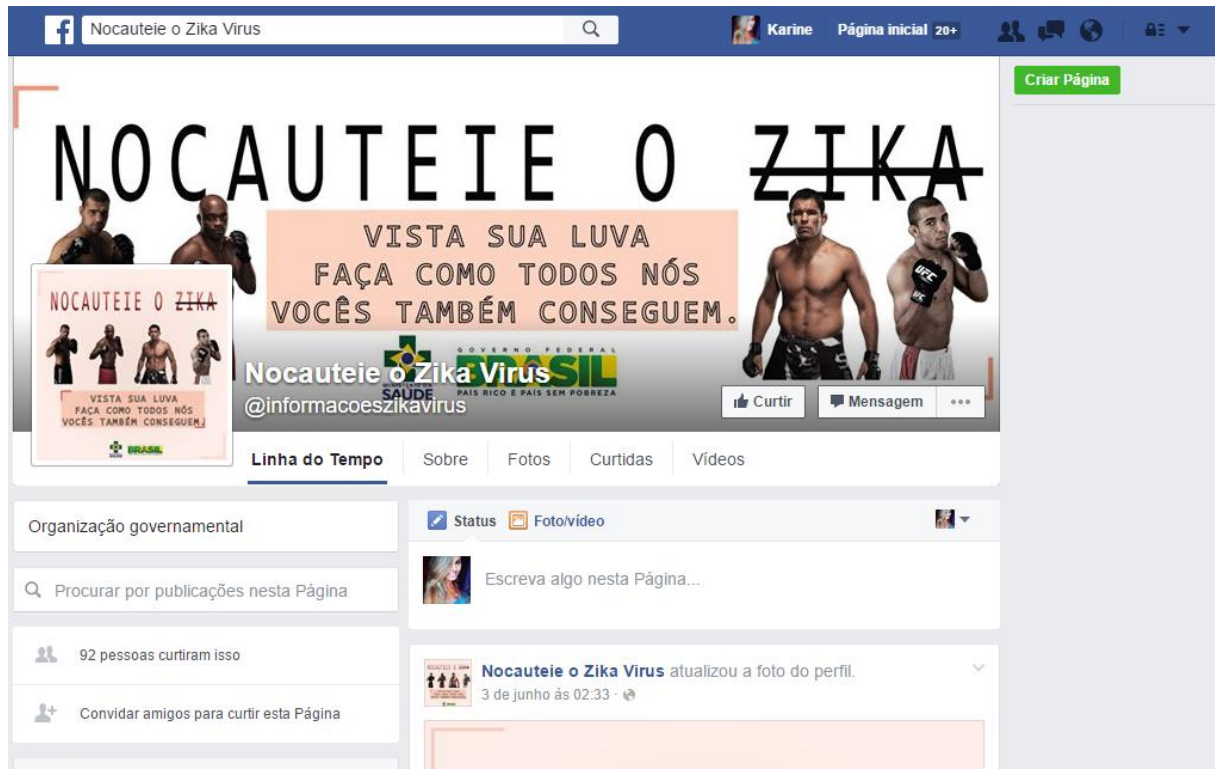 Nocauteie o Zika Virus
Karine
Página inicial 20+
Criar Página
NOCAUTEIE O ZIKA
VISTA SUA LUVA
FAÇA COMO TODOS NÓS
VOCÊS TAMBÉM CONSEGUEM.
UFC
NOCAUTEIE O ZIKA
VISTA SUA LUVA
FAÇA COMO TODOS NÓS
VOCÊS TAMBÉM CONSEGUEM.
BRASIL
GOVERNO FEDERAL
BRASIL
SAÚDE
PAÍS RICO É PAÍS SEM POBREZA
Nocauteie o Zika Virus
@informacoeszikavirus
Curtir
Mensagem
Linha do Tempo
Sobre
Fotos
Curtidas
Vídeos
Organização governamental
Procurar por publicações nesta Página
92 pessoas curtiram isso
Convidar amigos para curtir esta Página
Status
Foto/vídeo
Escreva algo nesta Página...
Nocauteie o Zika Virus atualizou a foto do perfil.
3 de junho ás 02:33 ·